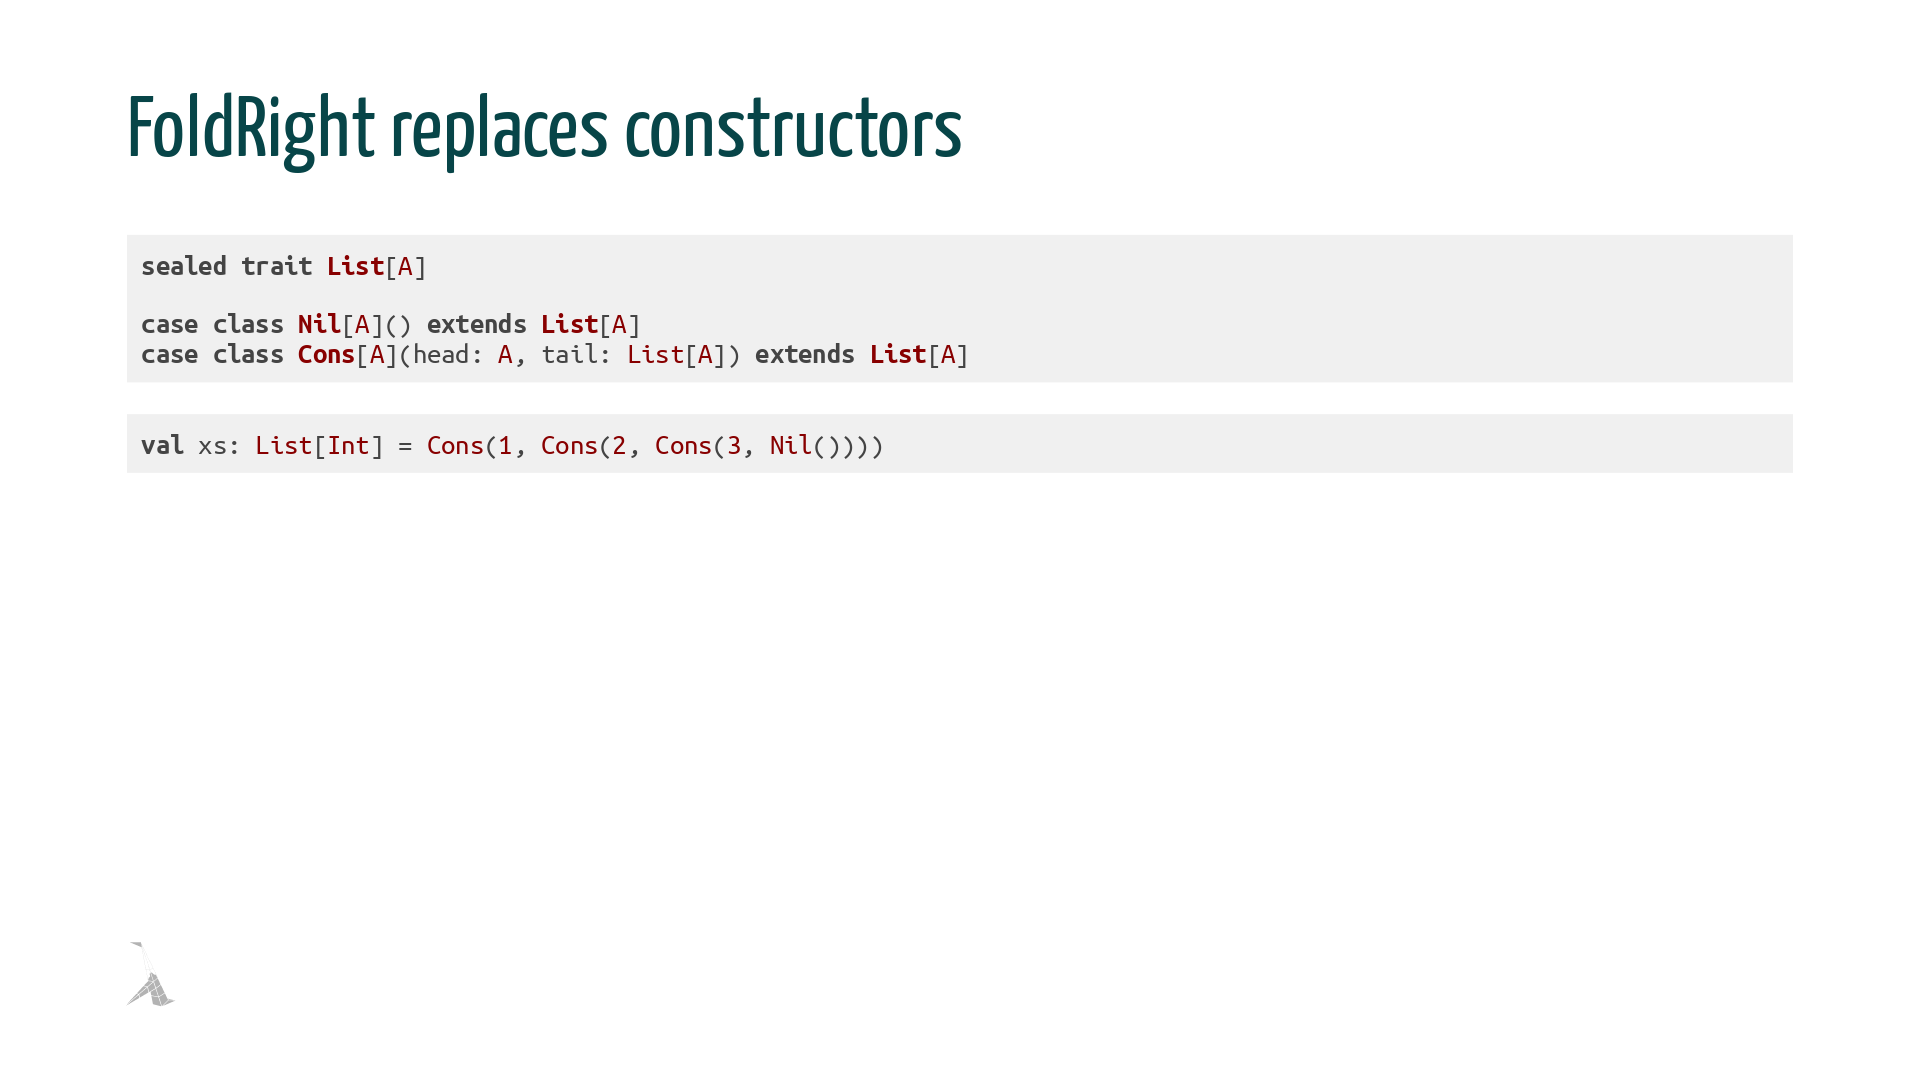 FoldRight replaces constructors
sealed trait List[A]
case class Nil[A]() extends List[A]
case class Cons[A](head: A, tail: List[A]) extends List[A]
val xs: List[Int] = Cons(1, Cons(2, Cons(3, Nil())))